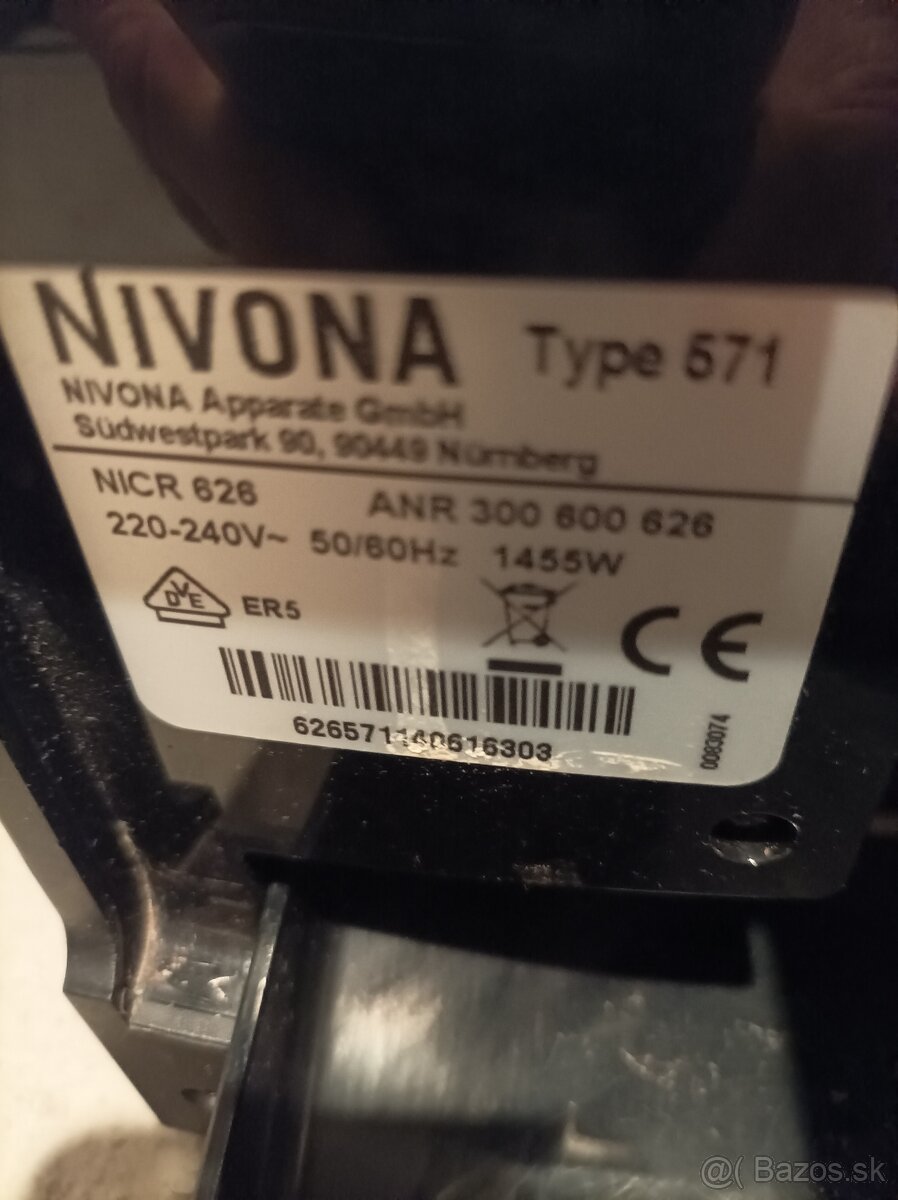 NIVONA Type 571
NIVONA Apparate GmbH
Südwestpark 90, 90449 Nürnberg
NICR 626 ANR 300 600 626
220-240V~ 50/60Hz 1455W
DVE ER5 CE
626571140616303
0083074
@( Bazos.sk